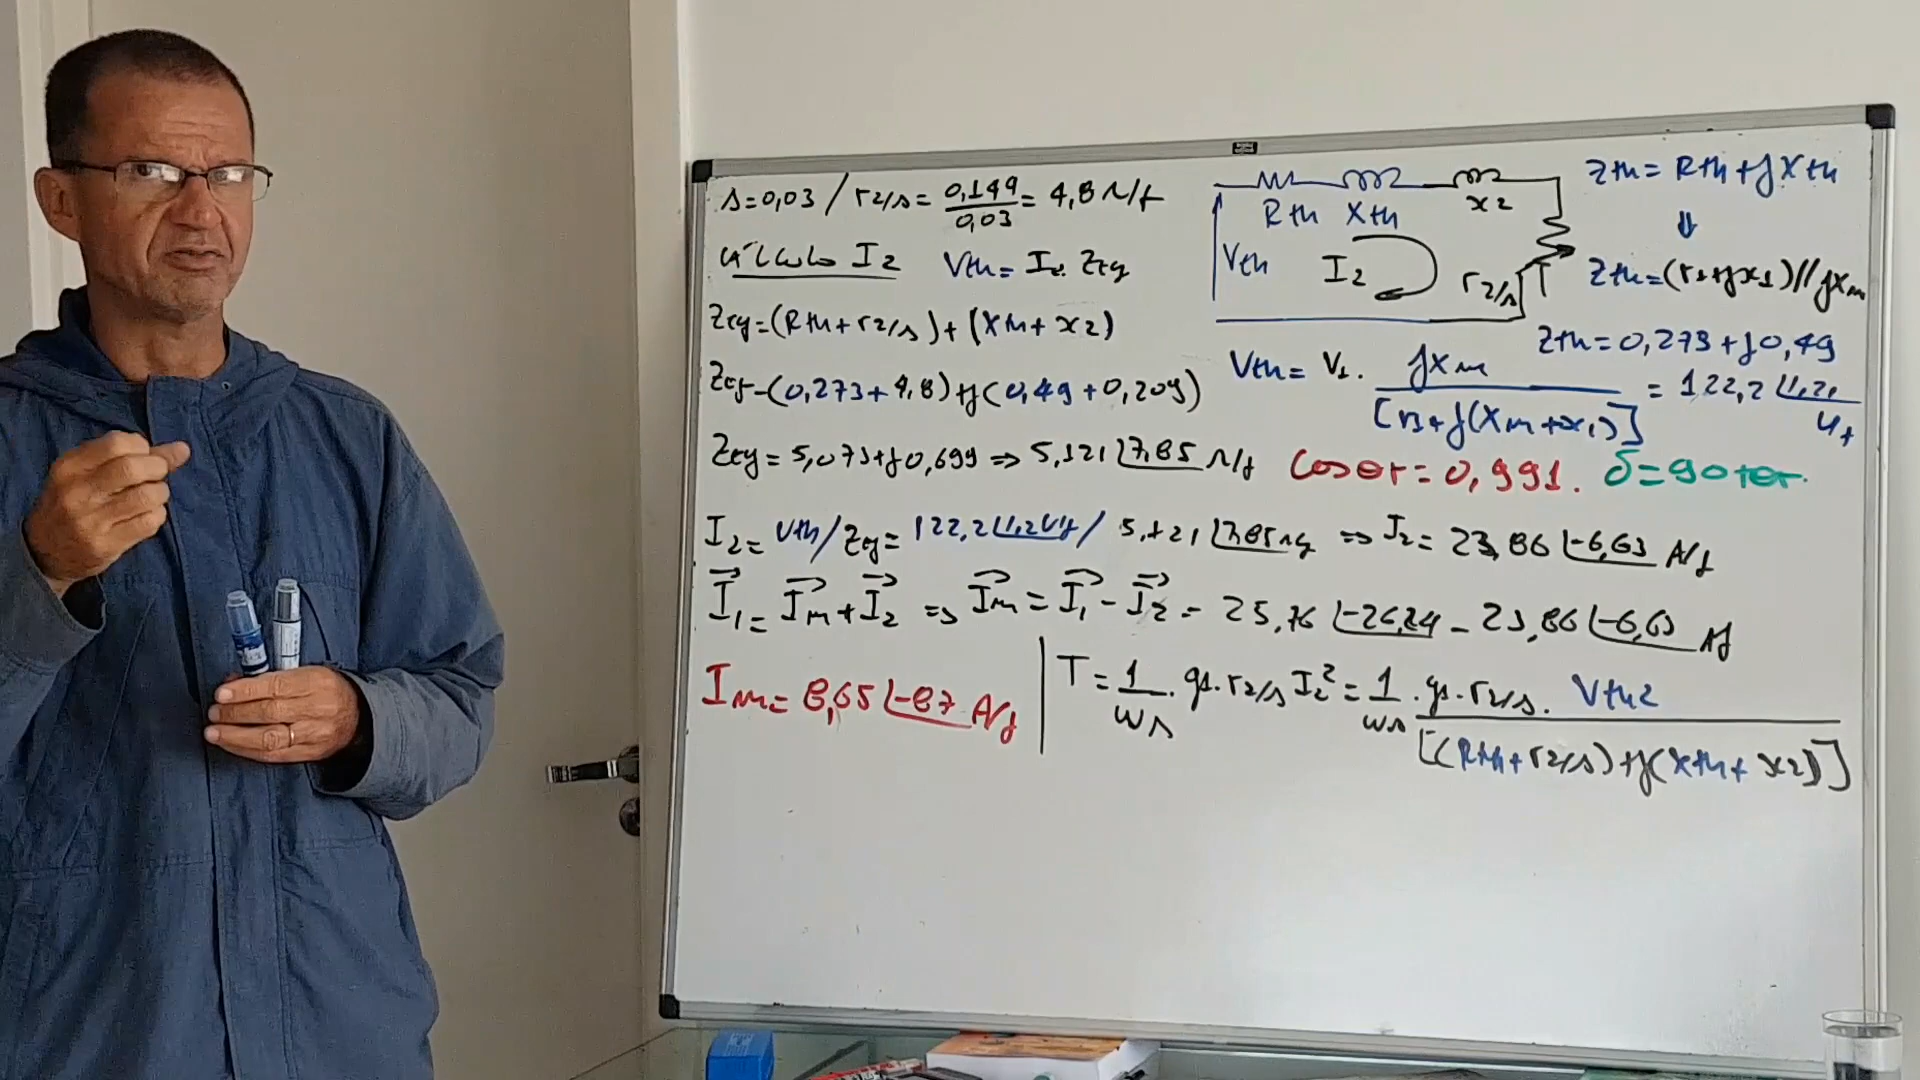 s=0,03 / r2/s = 0,149/0,03 = 4,8 Ω/f
Cálculo I2 Vth = I2. Zeq
Zeq = (Rth + r2/s) + (Xth + x2)
Zeq = (0,273 + 4,8) + j(0,49 + 0,209)
Zeq = 5,073 + j0,699 ⇒ 5,121 ∠7,85 Ω/f
cosθr = 0,991. δ = 90 + θr.
I2 = Vth/Zeq = 122,2 ∠1,2 V/f / 5,121 ∠7,85 Ω/f ⇒ I2 = 23,86 ∠-6,63 A/f
I1 = Im + I2 ⇒ Im = I1 - I2 = 25,76 ∠-26,24 - 23,86 ∠-6,63 A/f
Im = 8,65 ∠-87 A/f
T = 1/ws . q1. r2/s I2² = 1/ws . q1. r2/s. Vth2 / [(Rth + r2/s) + j(Xth + x2)]
Rth Xth x2
Vth I2 r2/s T
Zth = Rth + jXth
⇓
Zth = (r1 + jx1) // jXm
Zth = 0,273 + j0,49
Vth = V1. jXm / [r1 + j(Xm + x1)] = 122,2 ∠1,2